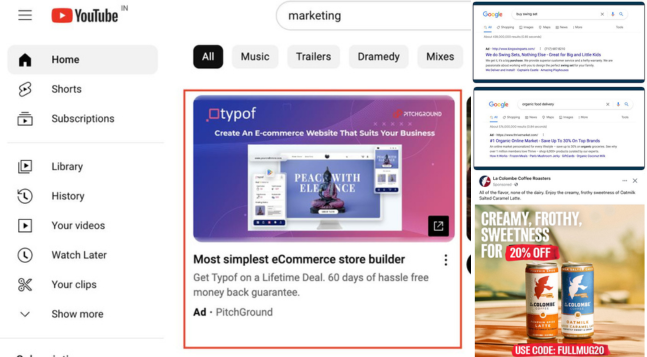 YouTube IN
marketing
Home
Shorts
Subscriptions
Library
History
Your videos
Watch Later
Your clips
Show more
All
Music
Trailers
Dramedy
Mixes
typof
PITCHGROUND
Create An E-commerce Website That Suits Your Business
PEACE WITH
ELEGANCE
Most simplest eCommerce store builder
Get Typof on a Lifetime Deal. 60 days of hassle free
money back guarantee.
Ad · PitchGround
Google
buy swing set
We do Swing Sets, Nothing Else - Great for Big and Little Kids
Google
organic food delivery
#1 Organic Online Market - Save Up To 30% On Top Brands
La Colombe Coffee Roasters
Sponsored
All of the flavor, none of the dairy. Enjoy the creamy, frothy sweetness of Oatmilk
Salted Caramel Latte.
CREAMY, FROTHY,
SWEETNESS
FOR 20% OFF
LA COLOMBE
LATTE
OATMILK
USE CODE: FULLMUG20